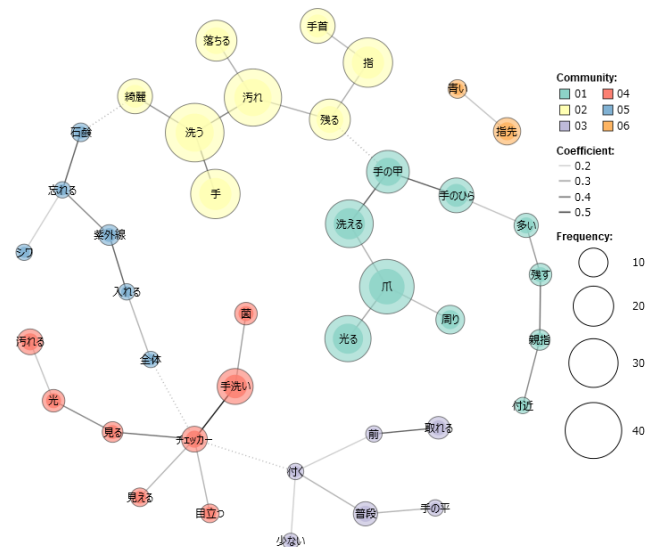 手首
落ちる
指
綺麗
汚れ
青い
洗う
残る
指先
石鹸
手の甲
忘れる
手
手のひら
洗える
多い
紫外線
シワ
残す
入れる
爪
菌
周り
汚れる
光る
親指
全体
手洗い
光
付近
見る
チェッカー
前
取れる
付く
見える
目立つ
普段
手の平
少ない
Community:
01 04
02 05
03 06
Coefficient:
0.2
0.3
0.4
0.5
Frequency:
10
20
30
40